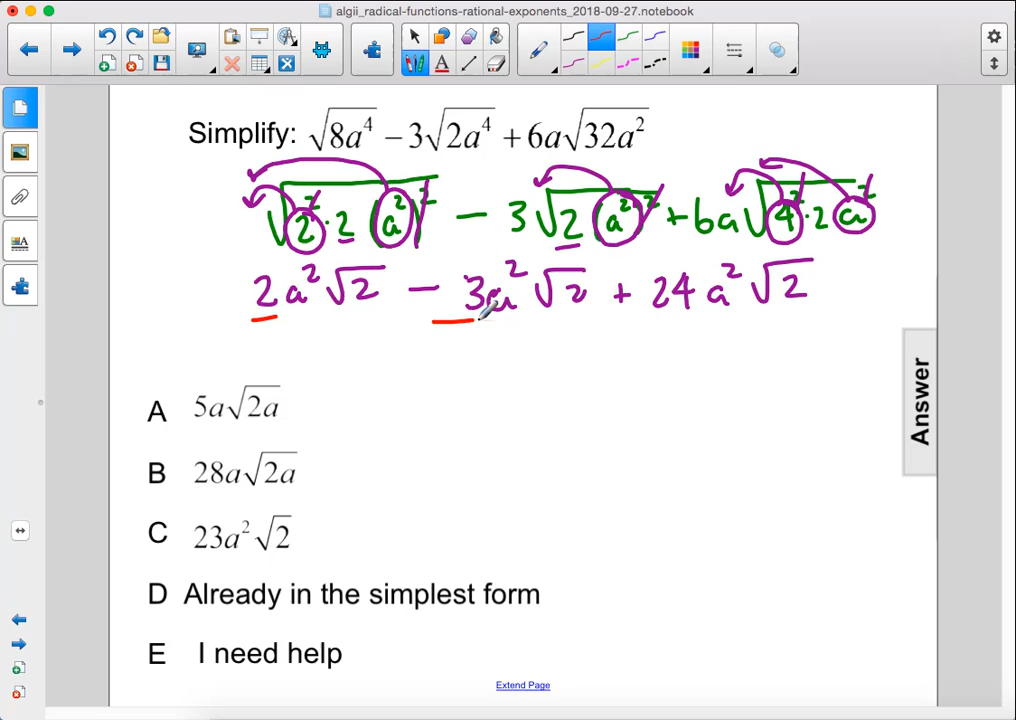 algii_radical-functions-rational-exponents_2018-09-27.notebook
Simplify: √(8a⁴) − 3√(2a⁴) + 6a√(32a²)
√(2²·2(a²)²) − 3√(2(a²)²) + 6a√(4²·2a²)
2a²√2 − 3a²√2 + 24a²√2
A 5a√(2a)
B 28a√(2a)
C 23a²√2
D Already in the simplest form
E I need help
Answer
Extend Page